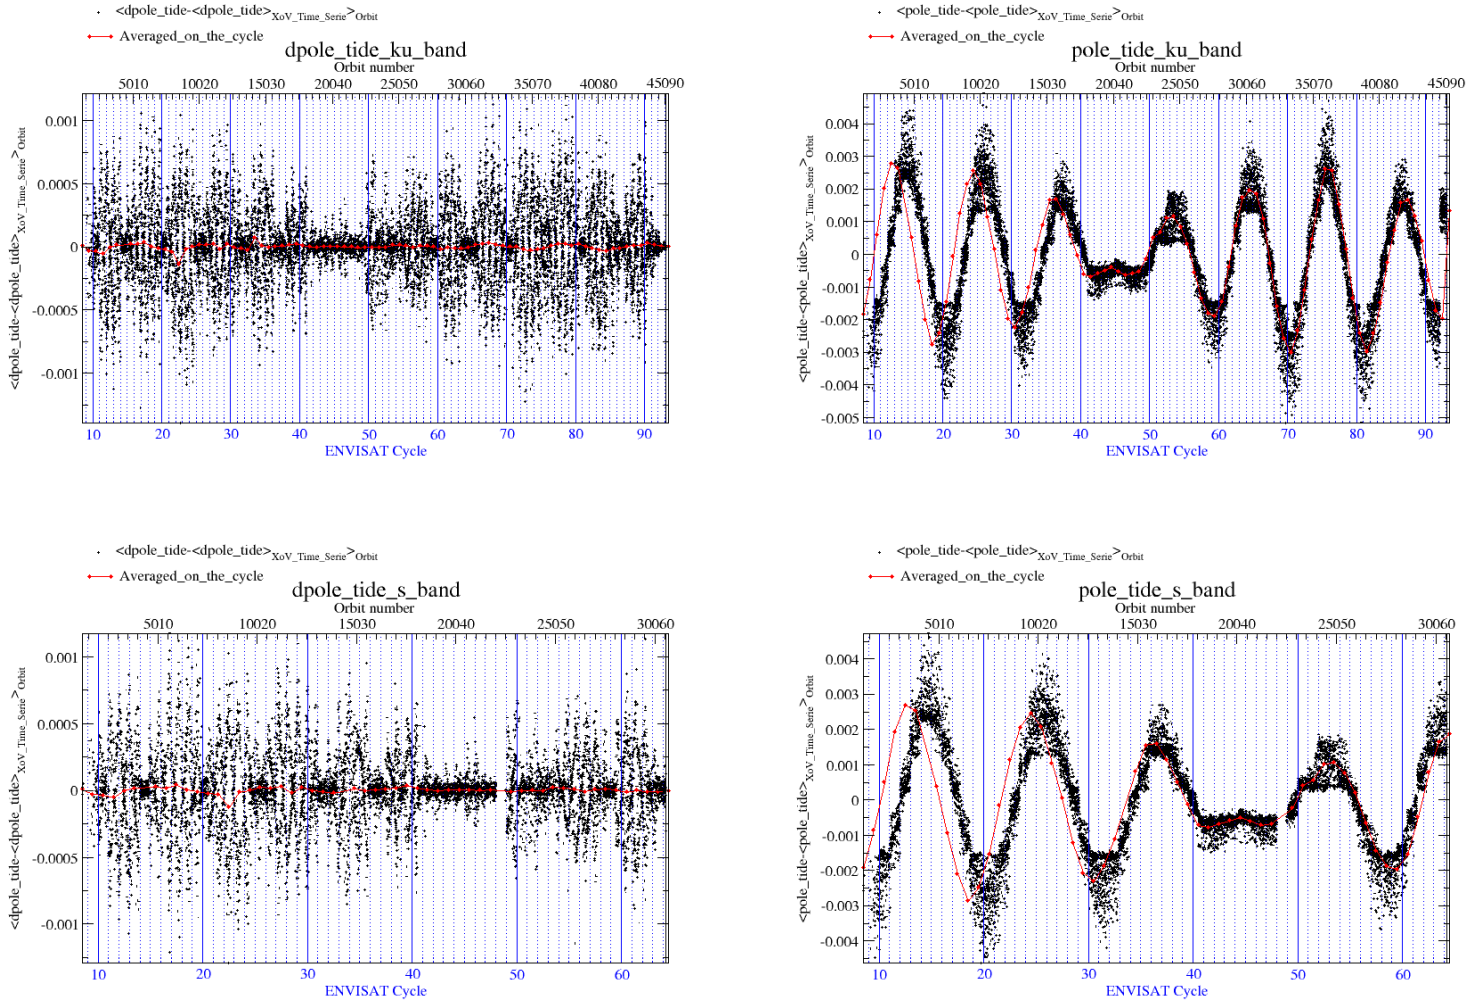 <dpole_tide-<dpole_tide>XoV_Time_Serie>Orbit
Averaged_on_the_cycle
dpole_tide_ku_band
Orbit number
5010 10020 15030 20040 25050 30060 35070 40080 45090
<dpole_tide-<dpole_tide>XoV_Time_Serie>Orbit
0.001
0.0005
0
-0.0005
-0.001
10 20 30 40 50 60 70 80 90
ENVISAT Cycle
<pole_tide-<pole_tide>XoV_Time_Serie>Orbit
Averaged_on_the_cycle
pole_tide_ku_band
Orbit number
5010 10020 15030 20040 25050 30060 35070 40080 45090
<pole_tide-<pole_tide>XoV_Time_Serie>Orbit
0.004
0.003
0.002
0.001
0
-0.001
-0.002
-0.003
-0.004
-0.005
10 20 30 40 50 60 70 80 90
ENVISAT Cycle
<dpole_tide-<dpole_tide>XoV_Time_Serie>Orbit
Averaged_on_the_cycle
dpole_tide_s_band
Orbit number
5010 10020 15030 20040 25050 30060
<dpole_tide-<dpole_tide>XoV_Time_Serie>Orbit
0.001
0.0005
0
-0.0005
-0.001
10 20 30 40 50 60
ENVISAT Cycle
<pole_tide-<pole_tide>XoV_Time_Serie>Orbit
Averaged_on_the_cycle
pole_tide_s_band
Orbit number
5010 10020 15030 20040 25050 30060
<pole_tide-<pole_tide>XoV_Time_Serie>Orbit
0.004
0.003
0.002
0.001
0
-0.001
-0.002
-0.003
-0.004
10 20 30 40 50 60
ENVISAT Cycle